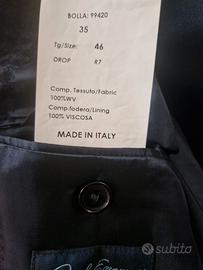 BOLLA: 99420
35
Tg/Size: 46
DROP R7
Comp. Tessuto/Fabric
100%WV
Comp.fodera/Lining
100% VISCOSA
MADE IN ITALY
subito